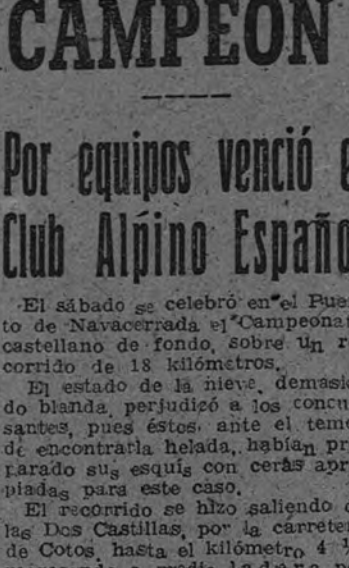 CAMPEON
Por equipos venció e
Club Alpino Españo
El sábado se celebró en el Pue
to de Navacerrada el Campeona
castellano de fondo, sobre un r
corrido de 18 kilómetros.
El estado de la nieve, demasi
do blanda, perjudicó a los concu
santes, pues éstos, ante el teme
de encontrarla helada, habían pr
parado sus esquís con ceras apr
piadas para este caso.
El recorrido se hizo saliendo d
las Dos Castillas, por la carreter
de Cotos, hasta el kilómetro 4